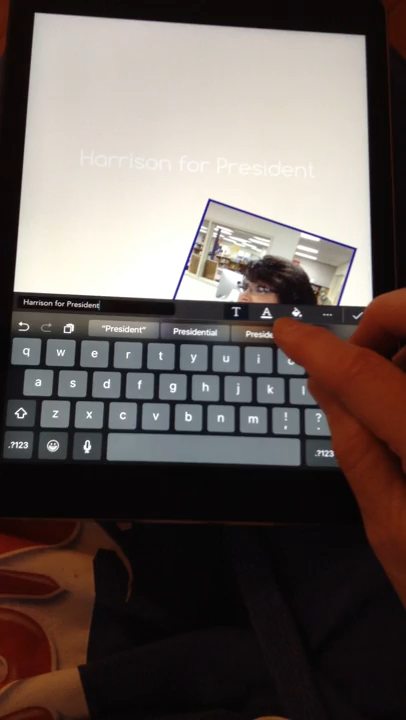 Harrison for President
Harrison for President
T A
"President" Presidential
q w e r t y u i
a s d f g h j k l
z x c v b n m ! , ?
.?123 .?123